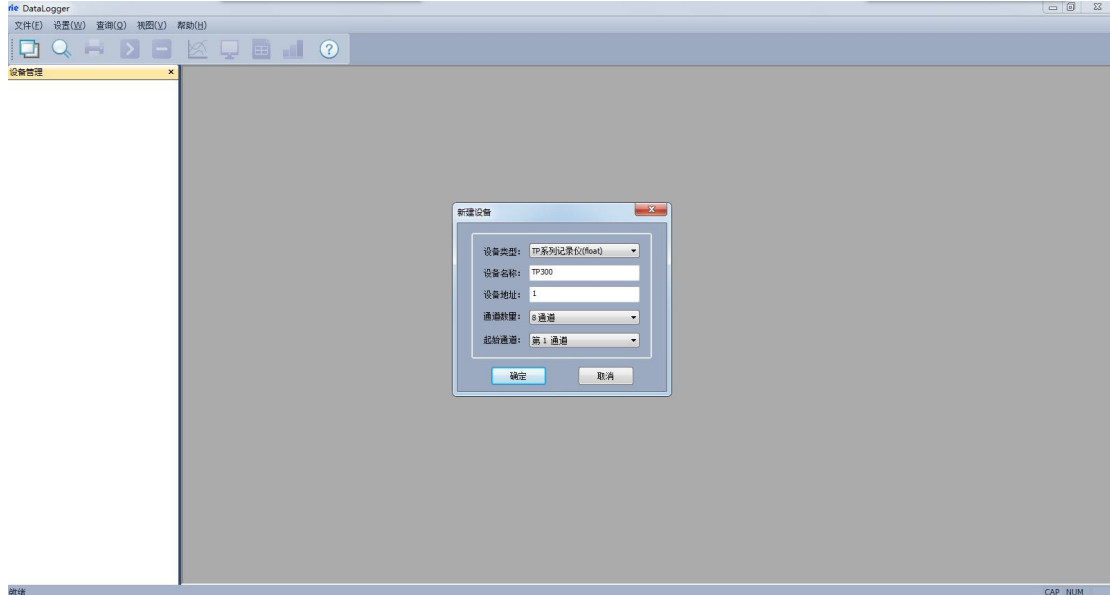 rie DataLogger
文件(F) 设置(W) 查询(Q) 视图(V) 帮助(H)
设备管理
新建设备
设备类型： TP系列记录仪(float)
设备名称： TP300
设备地址： 1
通道数量： 8 通道
起始通道： 第 1 通道
确定 取消
就绪 CAP NUM